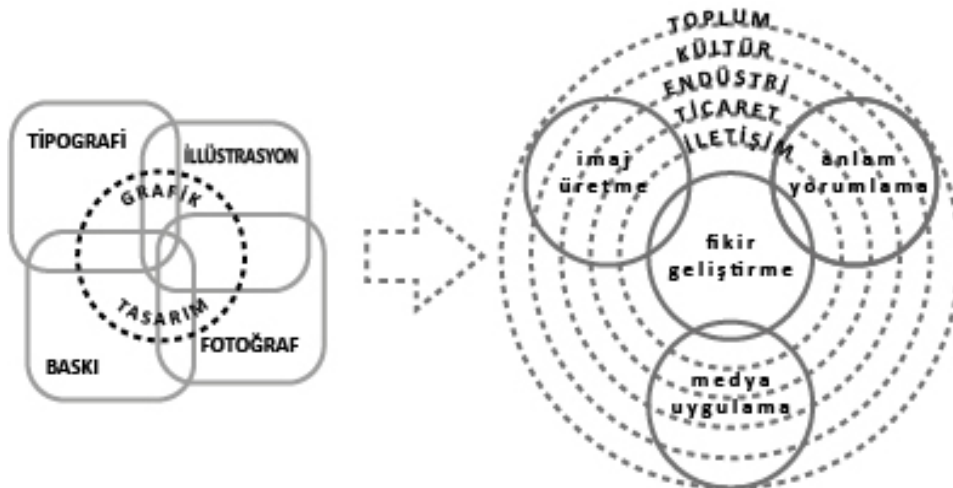 TİPOGRAFİ
İLLÜSTRASYON
GRAFİK
TASARIM
BASKI
FOTOĞRAF
TOPLUM
KÜLTÜR
ENDÜSTRİ
TİCARET
İLETİŞİM
imaj
üretme
anlam
yorumlama
fikir
geliştirme
medya
uygulama